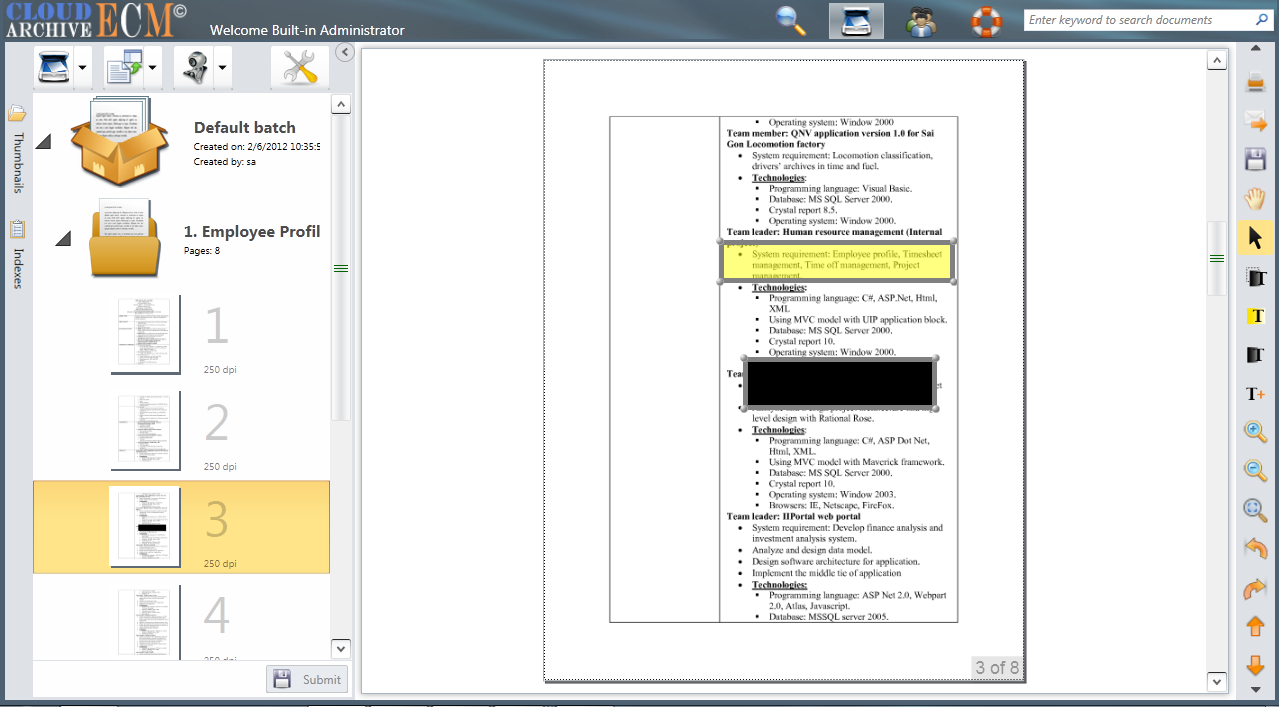 CLOUD
ARCHIVE ECM©
Welcome Built-in Administrator
Enter keyword to search documents
Thumbnails
Indexes
Default batch
Created on: 2/6/2012 10:35:5
Created by: sa
1. Employee Profil
Pages: 8
1
250 dpi
2
250 dpi
3
250 dpi
4
250 dpi
Submit
▪ Operating system: Window 2000
Team member: QNV application version 1.0 for Sai
Gon Locomotion factory
• System requirement: Locomotion classification,
drivers' archives in time and fuel.
• Technologies:
▪ Programming language: Visual Basic.
▪ Database: MS SQL Server 2000.
▪ Crystal report 8.5.
▪ Operating system: Window 2000.
Team leader: Human resource management (Internal
• System requirement: Employee profile, Timesheet
management, Time off management, Project
management.
• Technologies:
▪ Programming language: C#, ASP.Net, Html,
XML
▪ Using MVC model with UIP application block.
▪ Database: MS SQL Server 2000.
▪ Crystal report 10.
▪ Operating system: Window 2000.
Tea
level design with Rational Rose.
• Technologies:
▪ Programming language: C#, ASP Dot Net,
Html, XML.
▪ Using MVC model with Maverick framework.
▪ Database: MS SQL Server 2000.
▪ Crystal report 10.
▪ Operating system: Window 2003.
▪ Browsers: IE, Netscape, FireFox.
Team leader: IIPortal web portal
• System requirement: Develop finance analysis and
investment analysis system.
• Analyze and design data model.
• Design software architecture for application.
• Implement the middle tie of application
• Technologies:
▪ Programming language: ASP Net 2.0, Webpart
2.0, Atlas, Javascript.
▪ Database: MSSQL server 2005.
3 of 8
T
T
T
T+